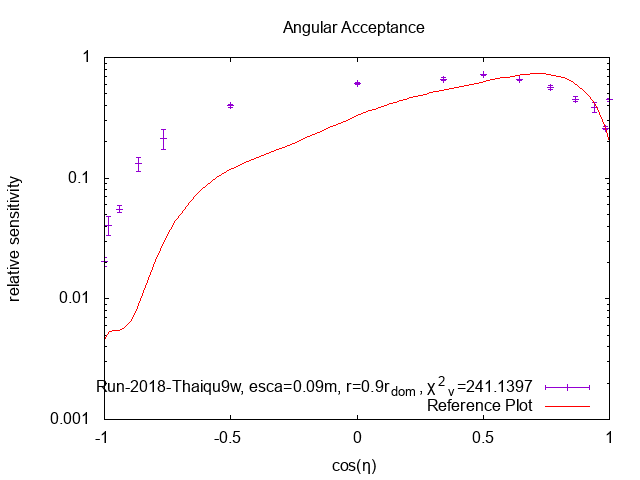 Angular Acceptance
relative sensitivity
1
0.1
0.01
0.001
Run-2018-Thaiqu9w, esca=0.09m, r=0.9r_dom, χ²_ν=241.1397
Reference Plot
-1 -0.5 0 0.5 1
cos(η)